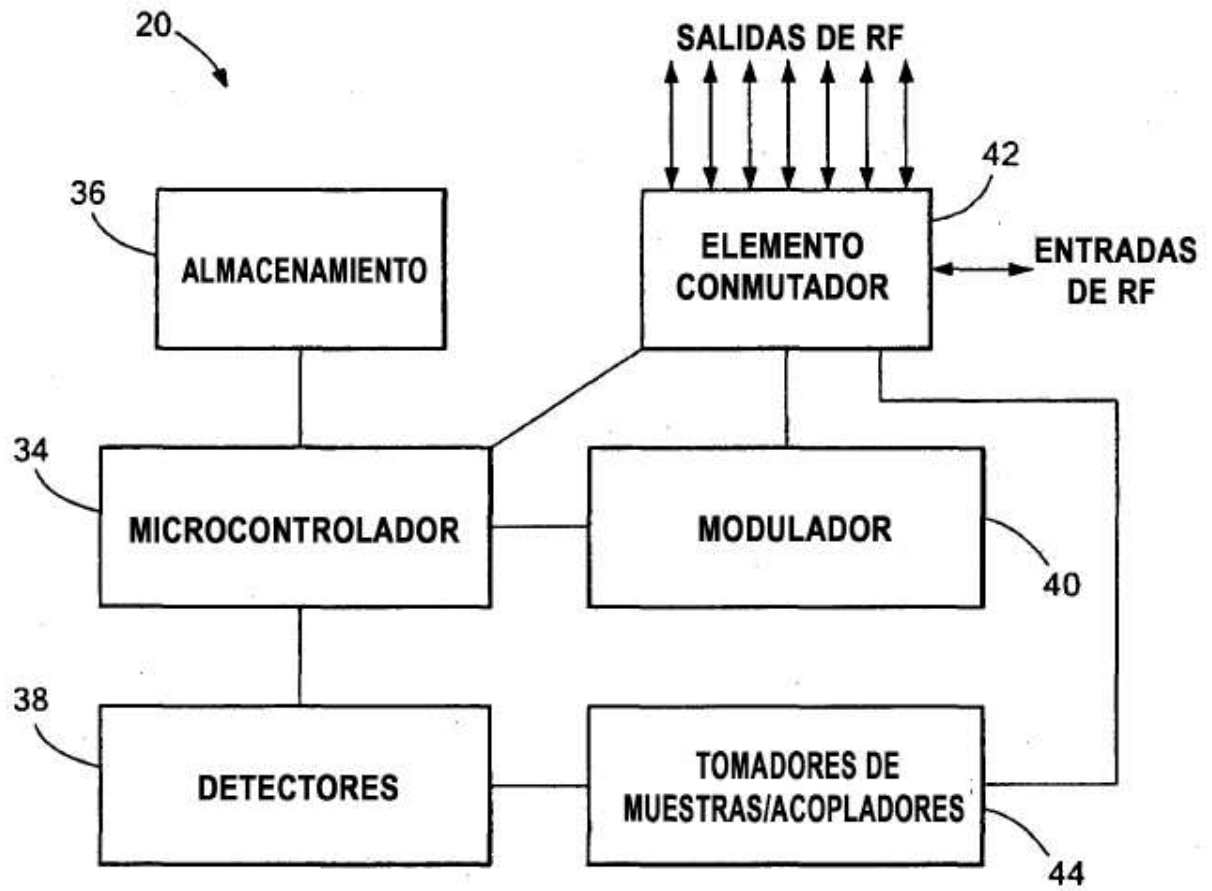 20
SALIDAS DE RF
36
42
ALMACENAMIENTO
ELEMENTO
CONMUTADOR
ENTRADAS
DE RF
34
MICROCONTROLADOR
MODULADOR
40
38
DETECTORES
TOMADORES DE
MUESTRAS/ACOPLADORES
44